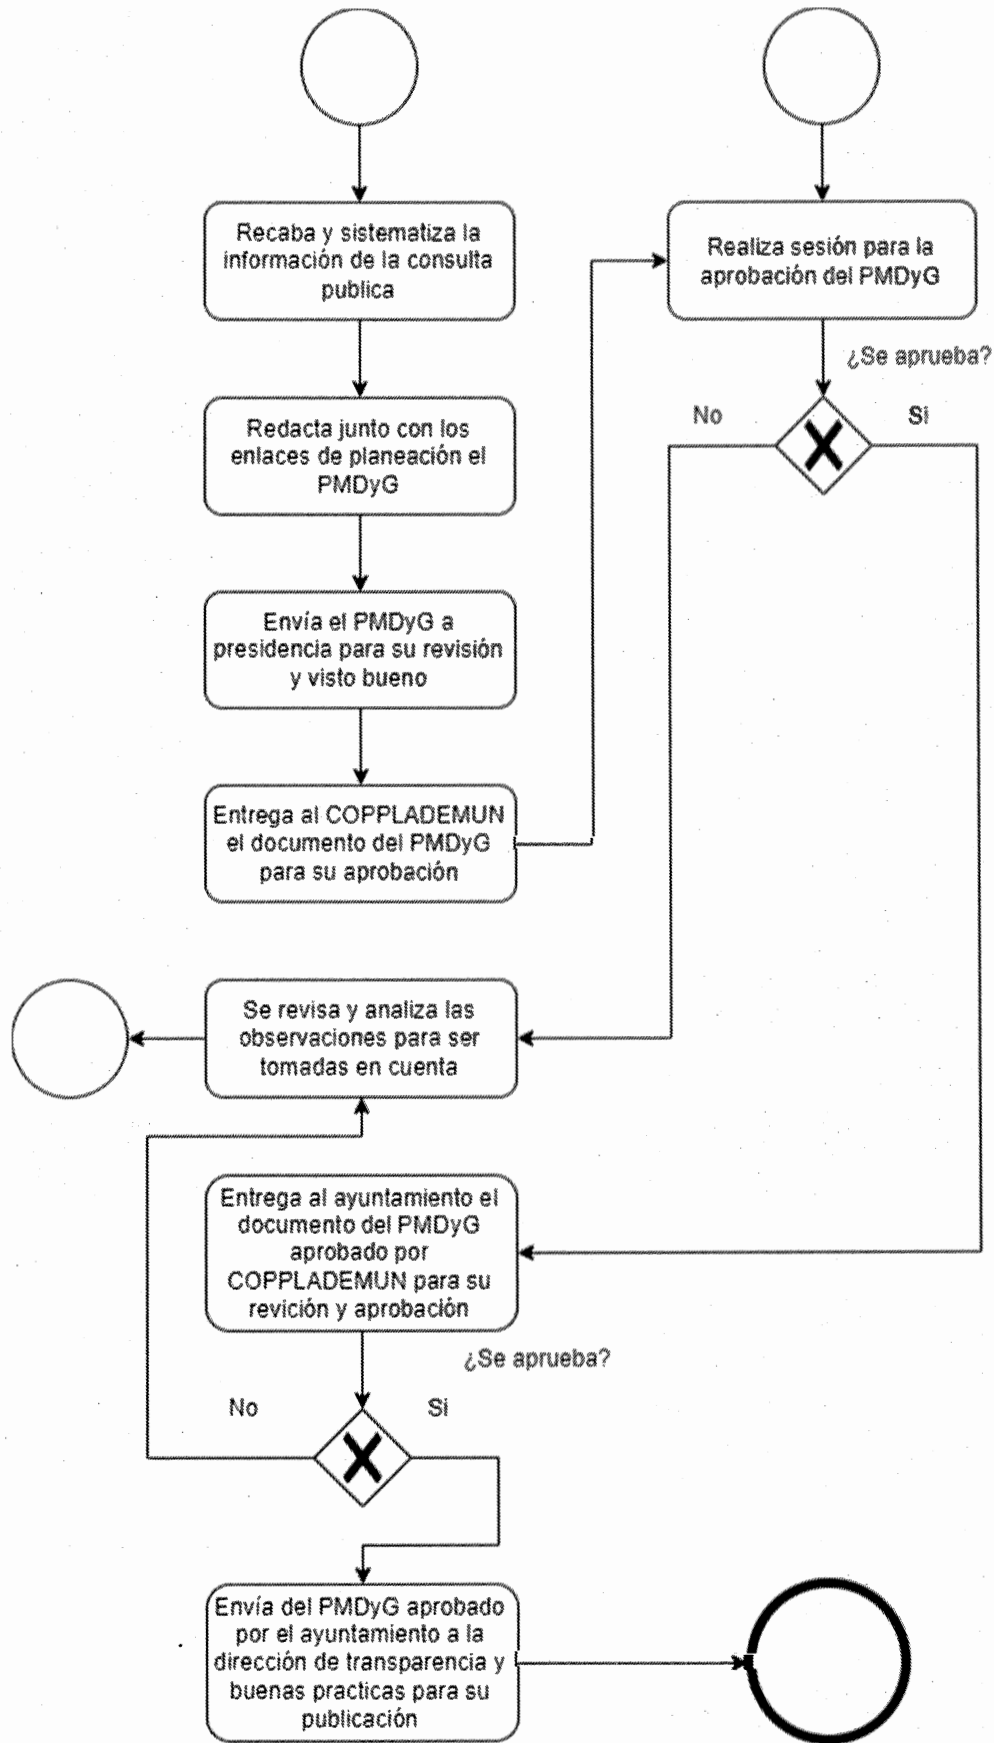 Recaba y sistematiza la
información de la consulta
publica
Realiza sesión para la
aprobación del PMDyG
¿Se aprueba?
No
Si
Redacta junto con los
enlaces de planeación el
PMDyG
Envía el PMDyG a
presidencia para su revisión
y visto bueno
Entrega al COPPLADEMUN
el documento del PMDyG
para su aprobación
Se revisa y analiza las
observaciones para ser
tomadas en cuenta
Entrega al ayuntamiento el
documento del PMDyG
aprobado por
COPPLADEMUN para su
revición y aprobación
¿Se aprueba?
No
Si
Envía del PMDyG aprobado
por el ayuntamiento a la
dirección de transparencia y
buenas practicas para su
publicación